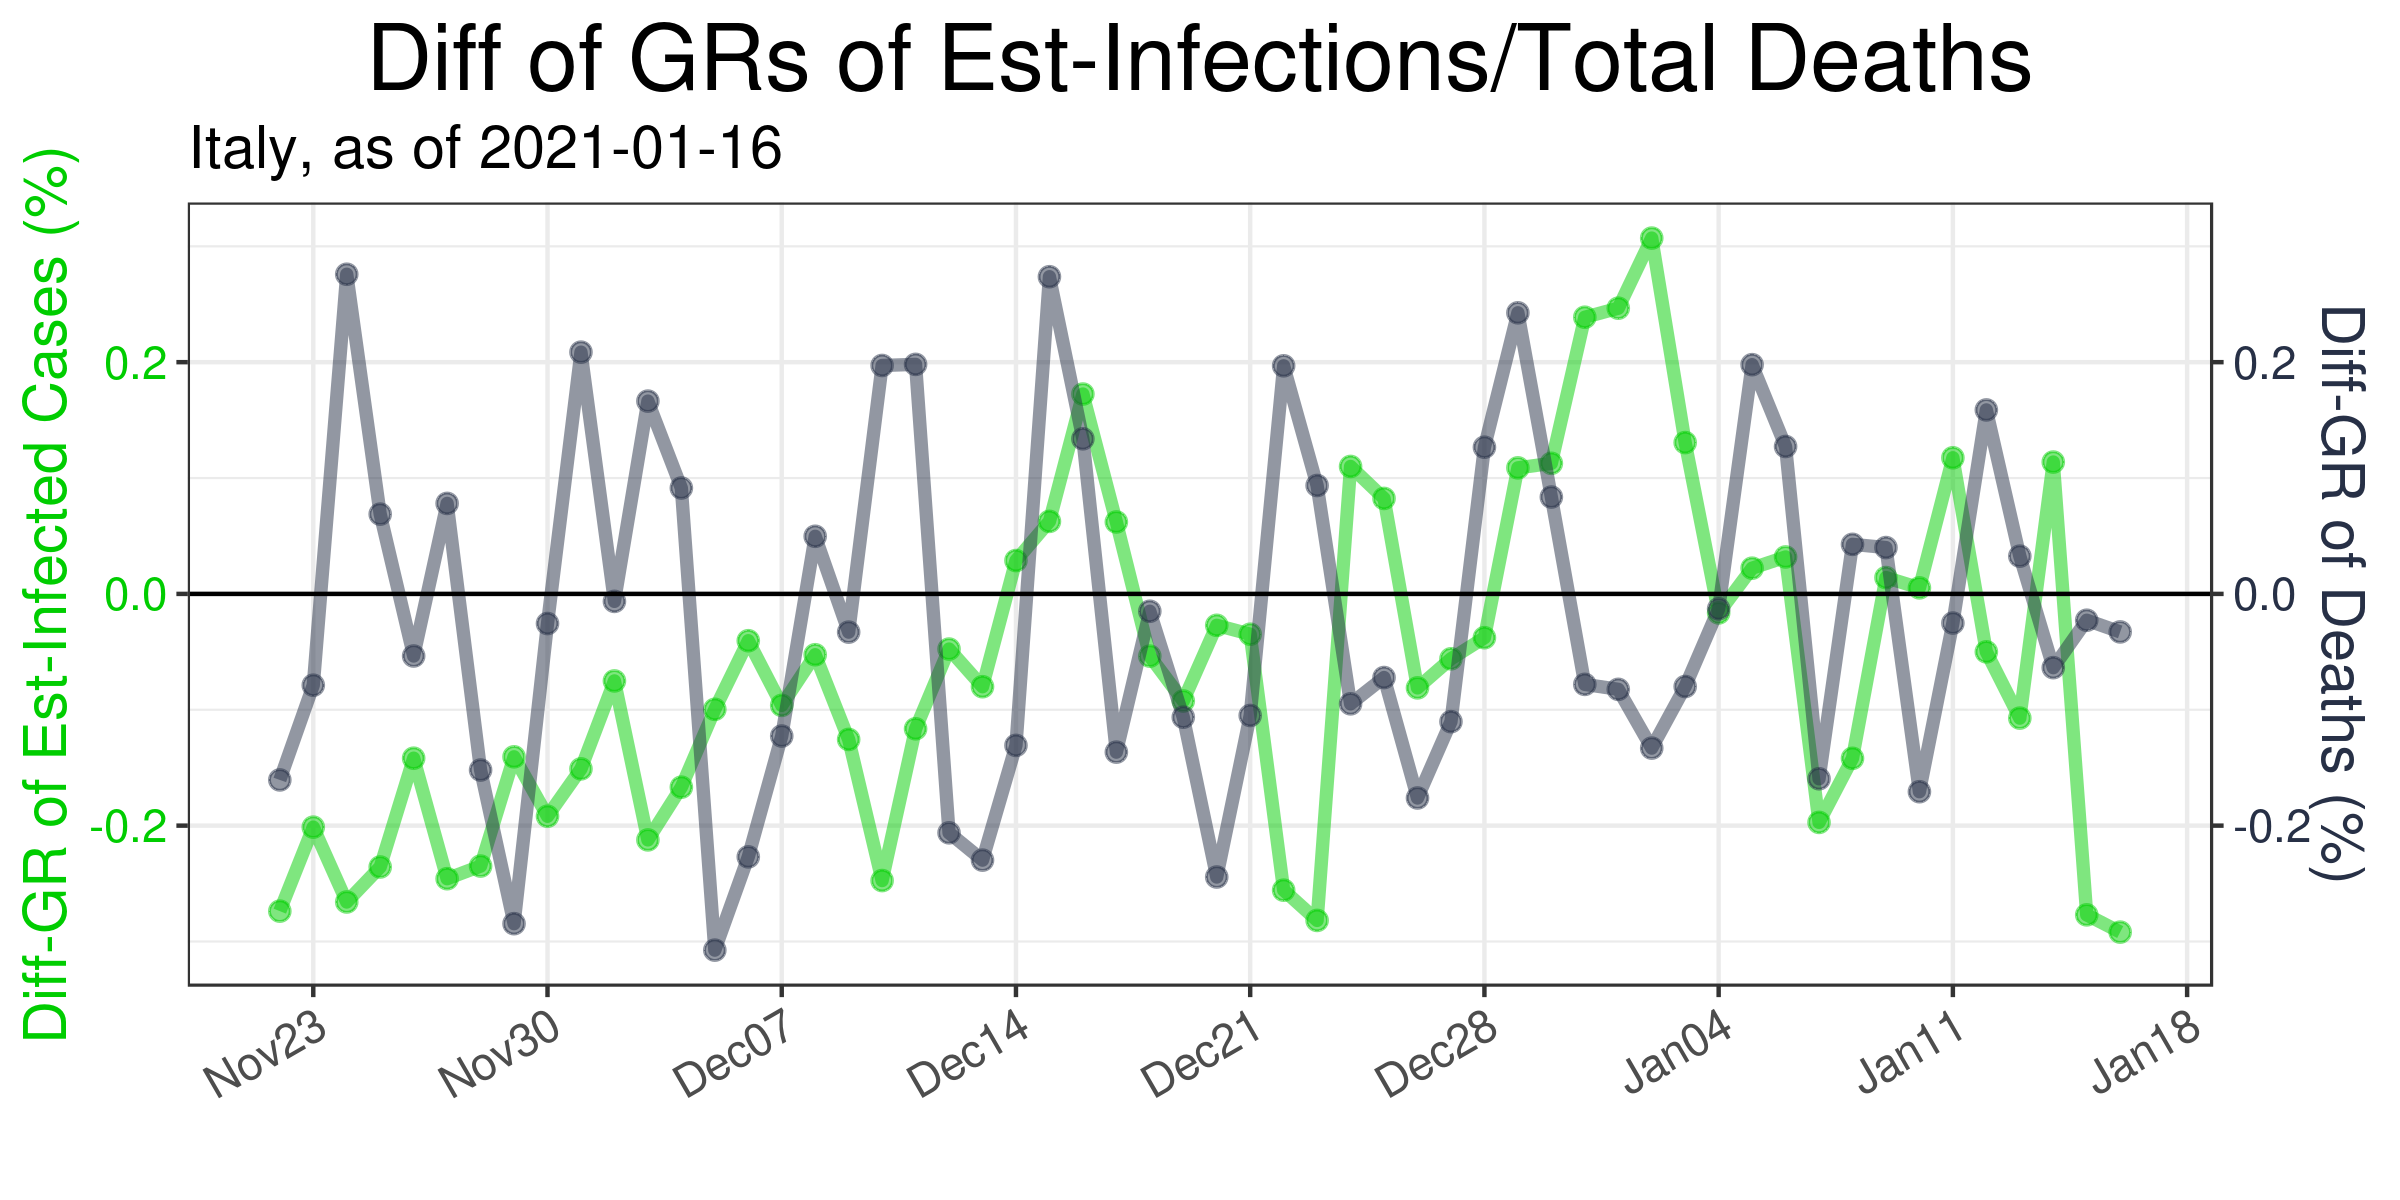 Diff of GRs of Est-Infections/Total Deaths
Italy, as of 2021-01-16
Diff-GR of Est-Infected Cases (%)
0.2
0.0
-0.2
0.2
0.0
-0.2
Diff-GR of Deaths (%)
Nov23
Nov30
Dec07
Dec14
Dec21
Dec28
Jan04
Jan11
Jan18